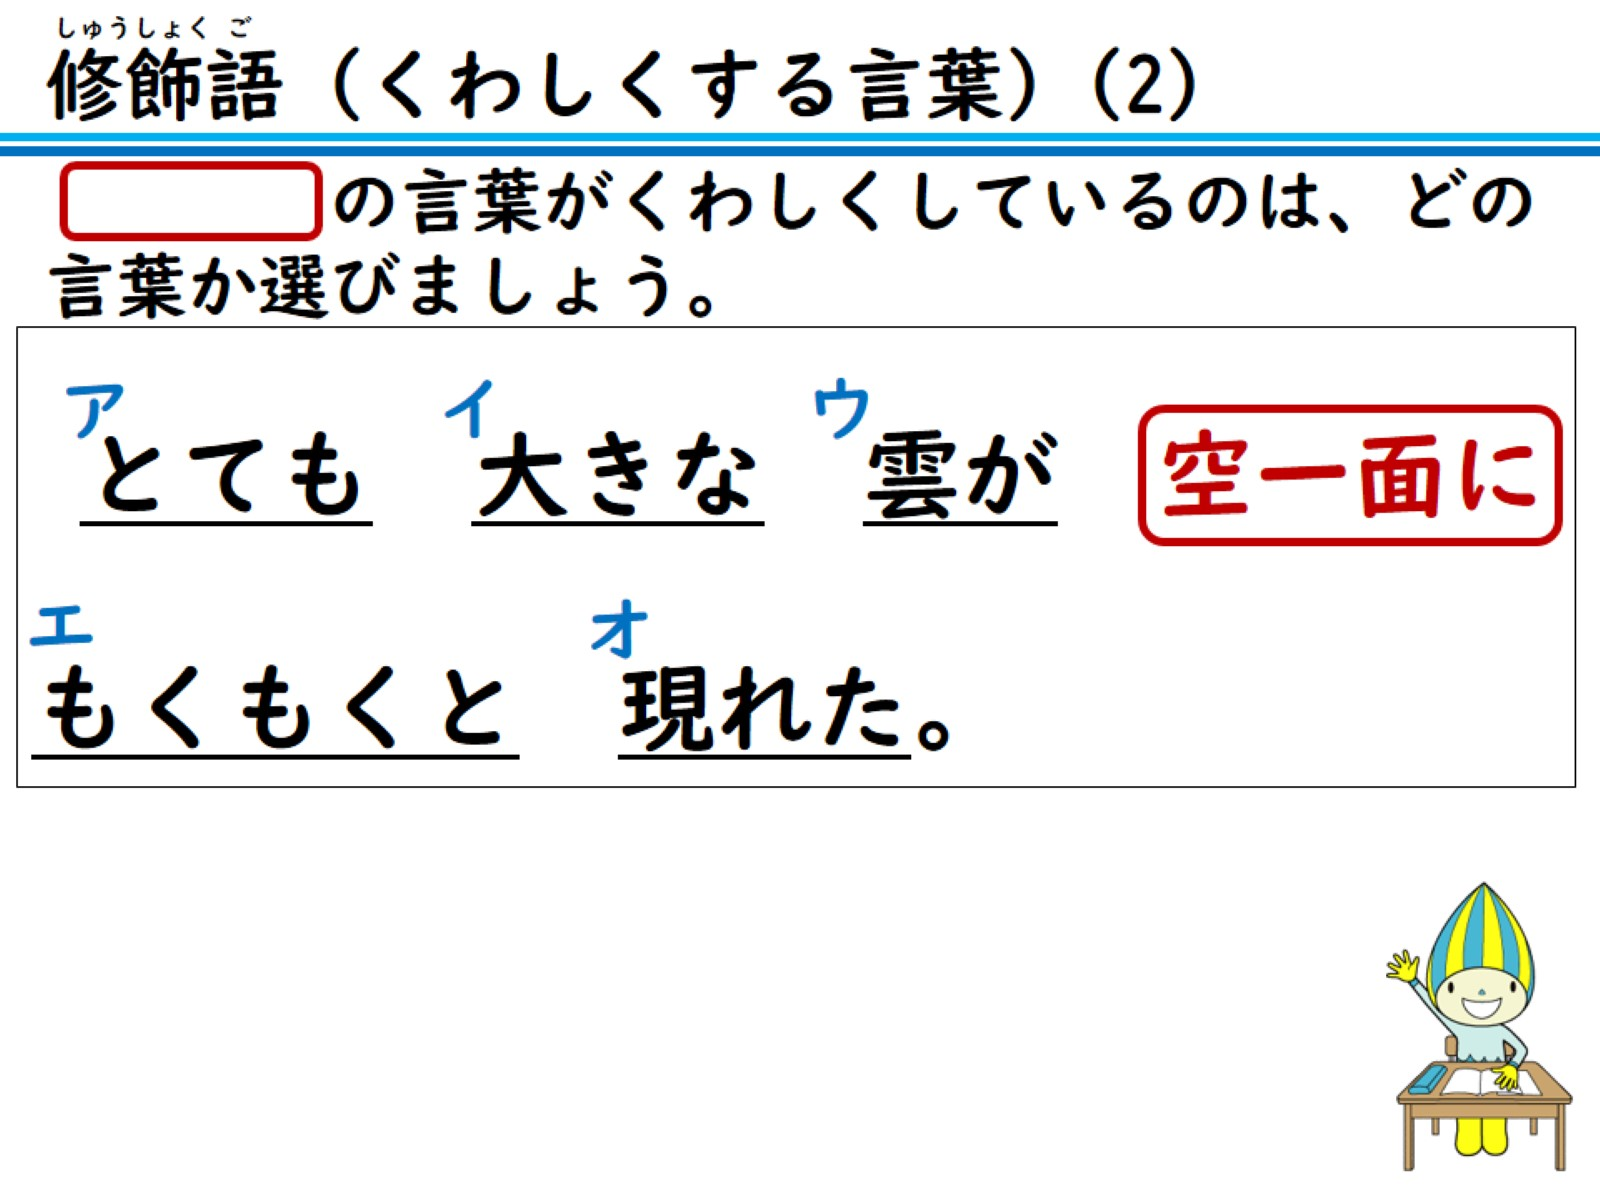 しゅうしょく ご
修飾語（くわしくする言葉）（2）
の言葉がくわしくしているのは、どの
言葉か選びましょう。
ア イ ウ
とても 大きな 雲が 空一面に
エ オ
もくもくと 現れた。